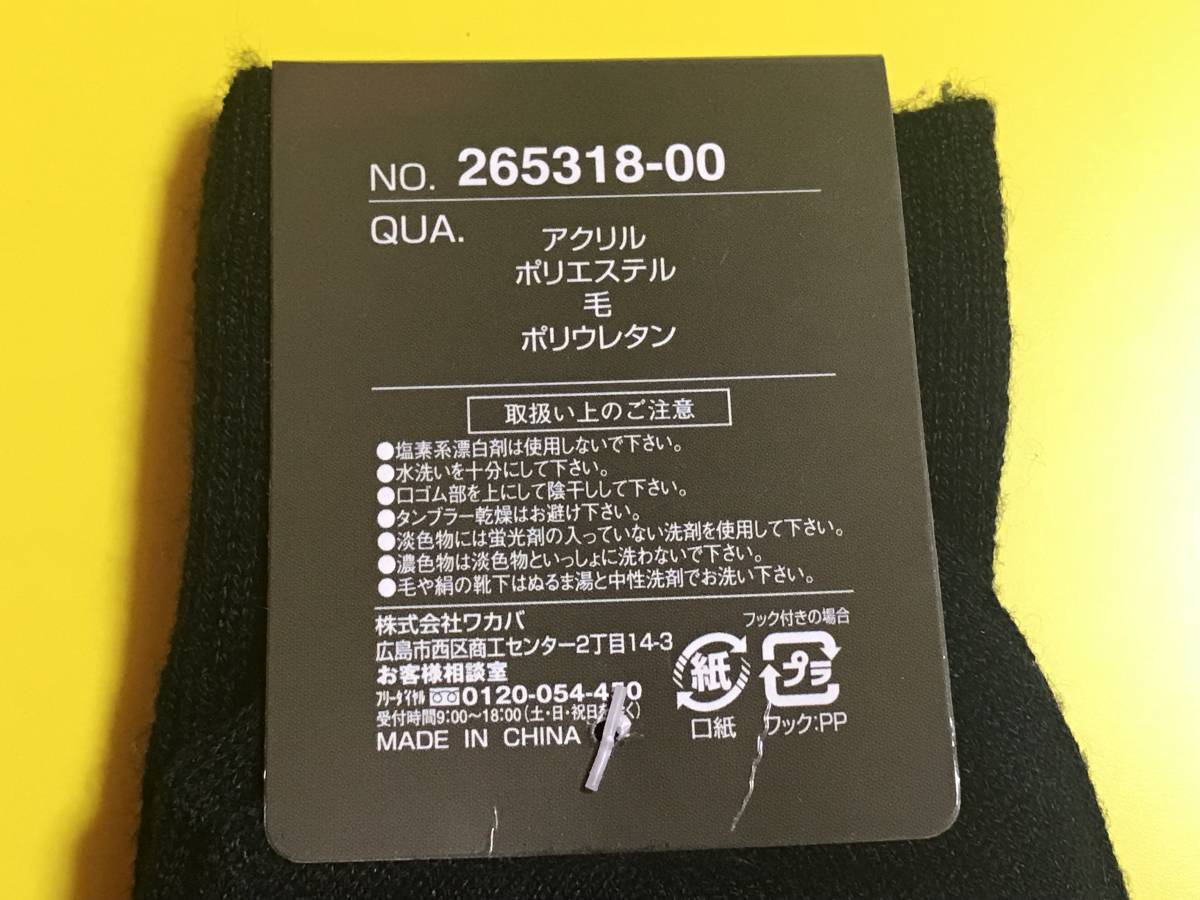 NO. 265318-00
QUA.
アクリル
ポリエステル
毛
ポリウレタン
取扱い上のご注意
●塩素系漂白剤は使用しないで下さい。
●水洗いを十分にして下さい。
●口ゴム部を上にして陰干しして下さい。
●タンブラー乾燥はお避け下さい。
●淡色物には蛍光剤の入っていない洗剤を使用して下さい。
●濃色物は淡色物といっしょに洗わないで下さい。
●毛や絹の靴下はぬるま湯と中性洗剤でお洗い下さい。
株式会社ワカバ
広島市西区商工センター2丁目14-3
お客様相談室
フリーダイヤル 0120-054-4 0
受付時間9:00〜18:00(土・日・祝日 く)
MADE IN CHINA
フック付きの場合
紙
プラ
口紙
フック:PP